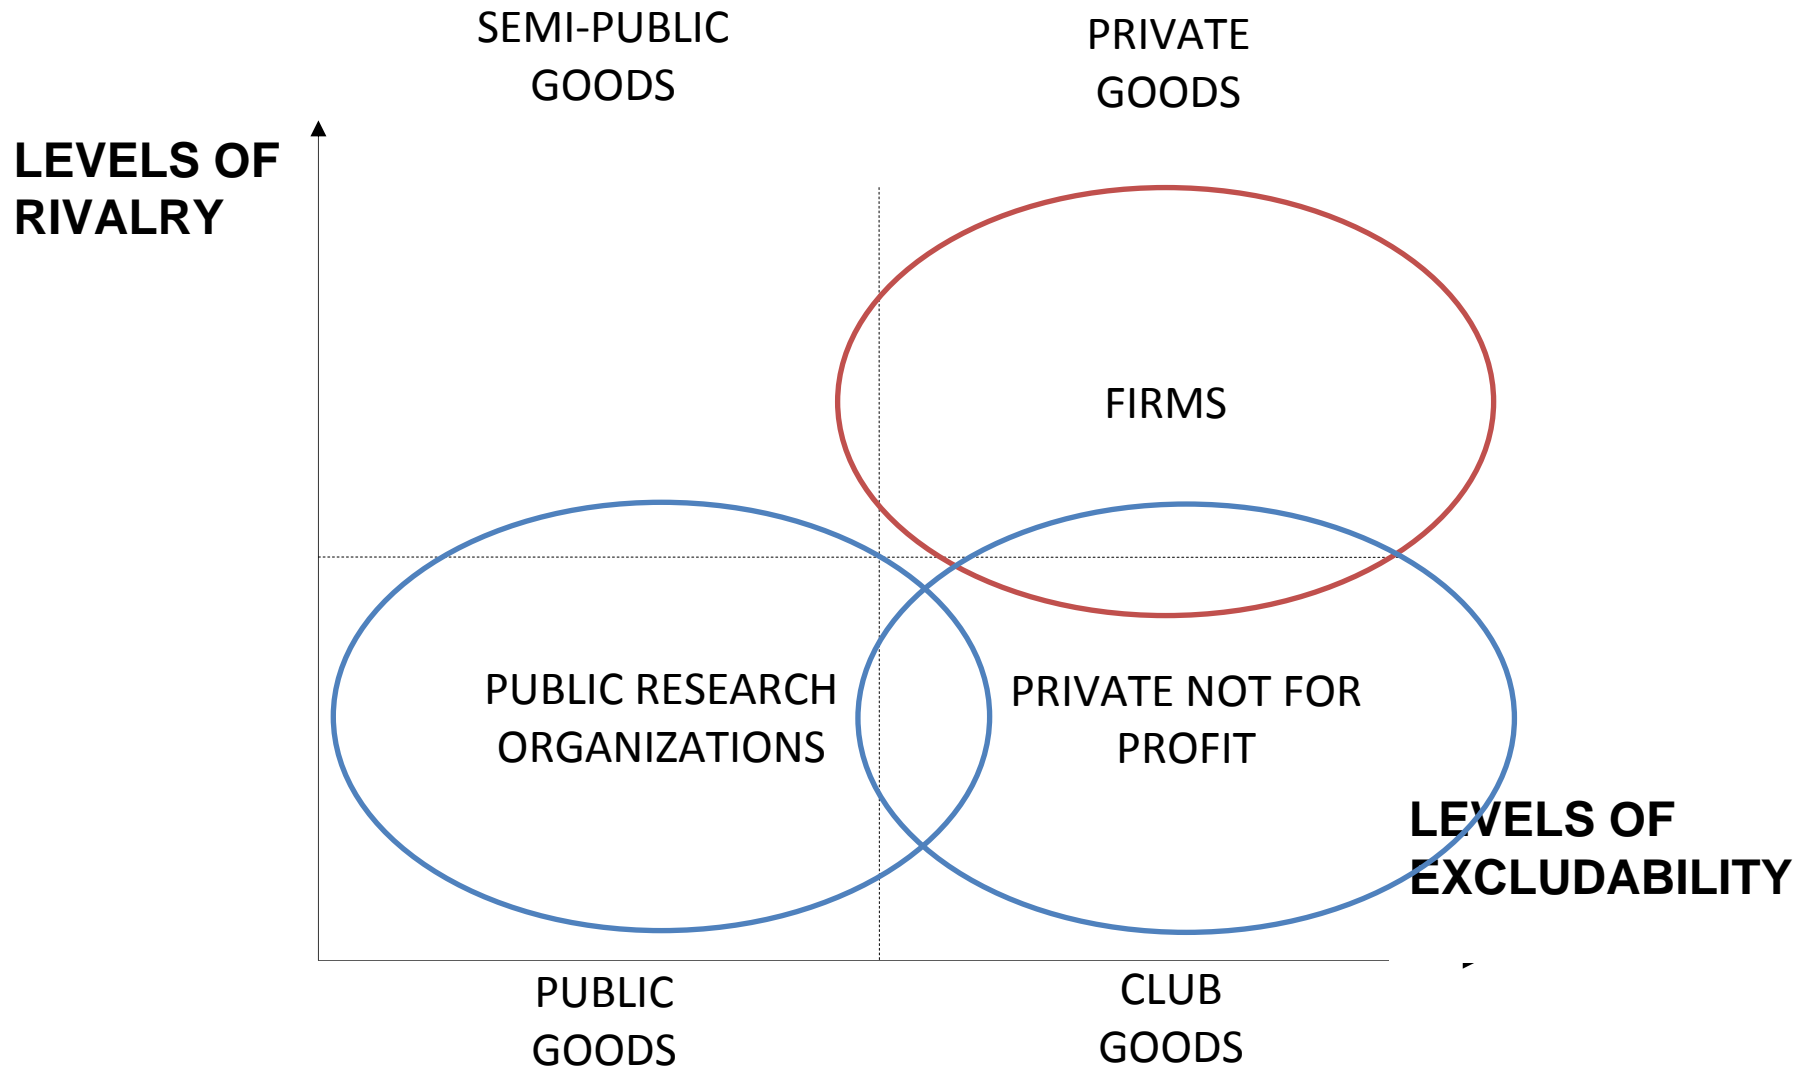 SEMI-PUBLIC
GOODS
PRIVATE
GOODS
LEVELS OF
RIVALRY
FIRMS
PUBLIC RESEARCH
ORGANIZATIONS
PRIVATE NOT FOR
PROFIT
LEVELS OF
EXCLUDABILITY
PUBLIC
GOODS
CLUB
GOODS